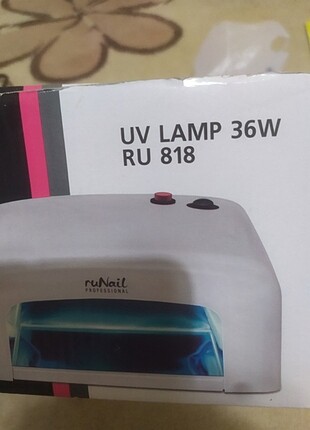 UV LAMP 36W
RU 818
ruNail
PROFESSIONAL